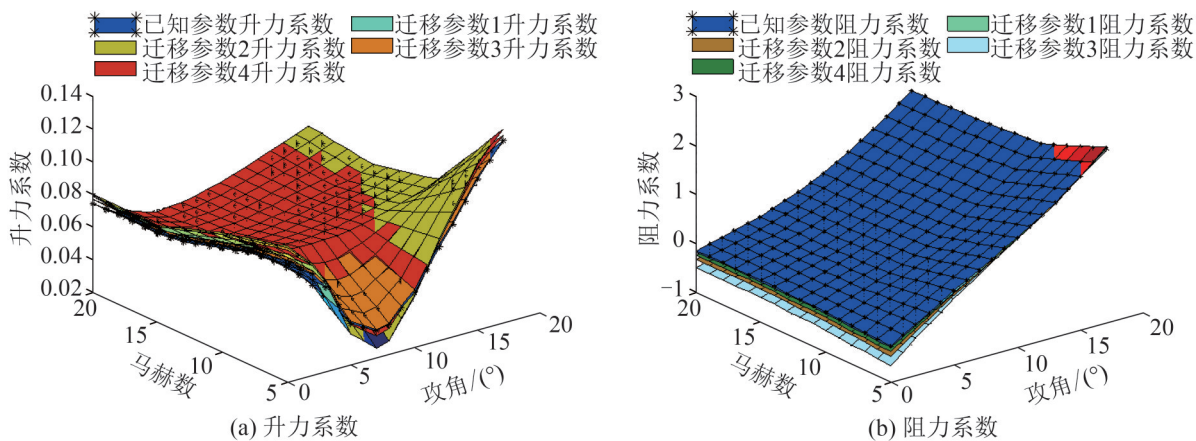 已知参数升力系数 迁移参数1升力系数
迁移参数2升力系数 迁移参数3升力系数
迁移参数4升力系数
0.14
0.12
0.10
0.08
0.06
0.04
0.02
升力系数
20
15
10
5
马赫数
0
5
10
15
20
攻角/(°)
(a) 升力系数
已知参数阻力系数 迁移参数1阻力系数
迁移参数2阻力系数 迁移参数3阻力系数
迁移参数4阻力系数
3
2
1
0
−1
阻力系数
20
15
10
5
马赫数
0
5
10
15
20
攻角/(°)
(b) 阻力系数